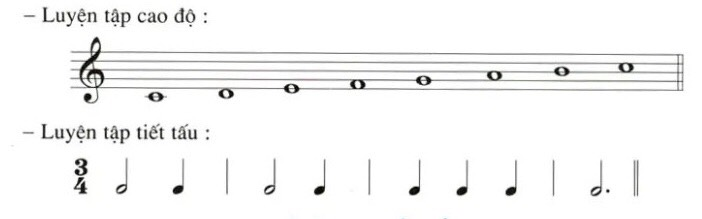 – Luyện tập cao độ :
– Luyện tập tiết tấu :
3
4